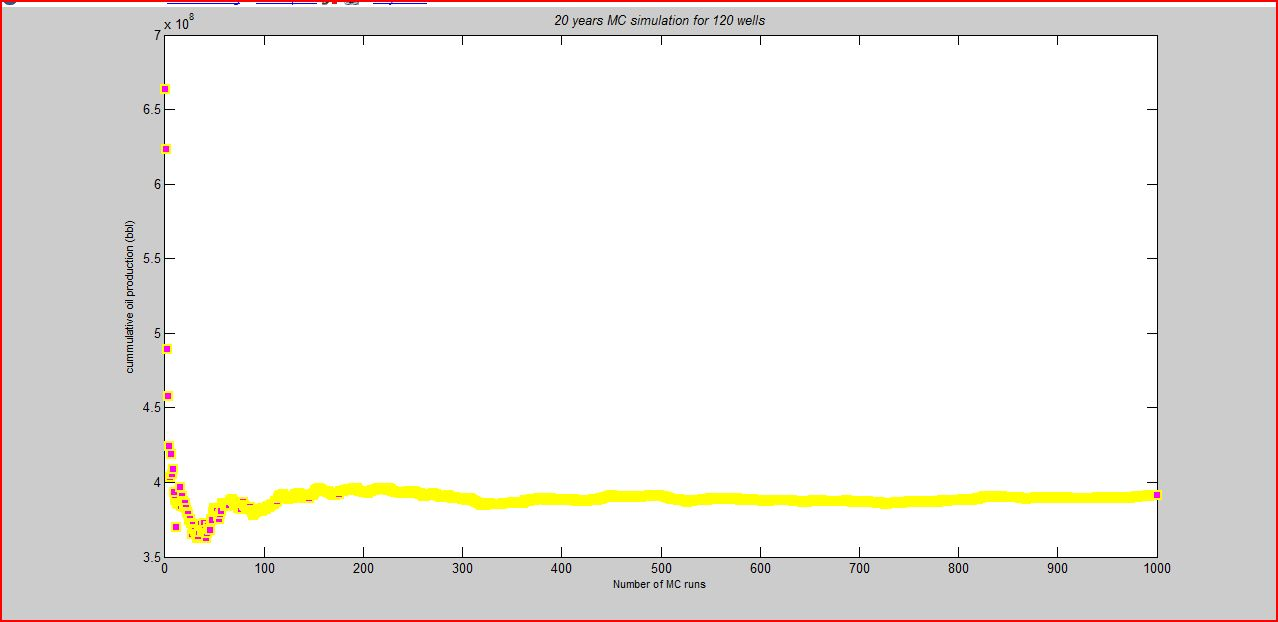 20 years MC simulation for 120 wells
x 10^8
7
6.5
6
5.5
5
4.5
4
3.5
cummulative oil production (bbl)
0 100 200 300 400 500 600 700 800 900 1000
Number of MC runs